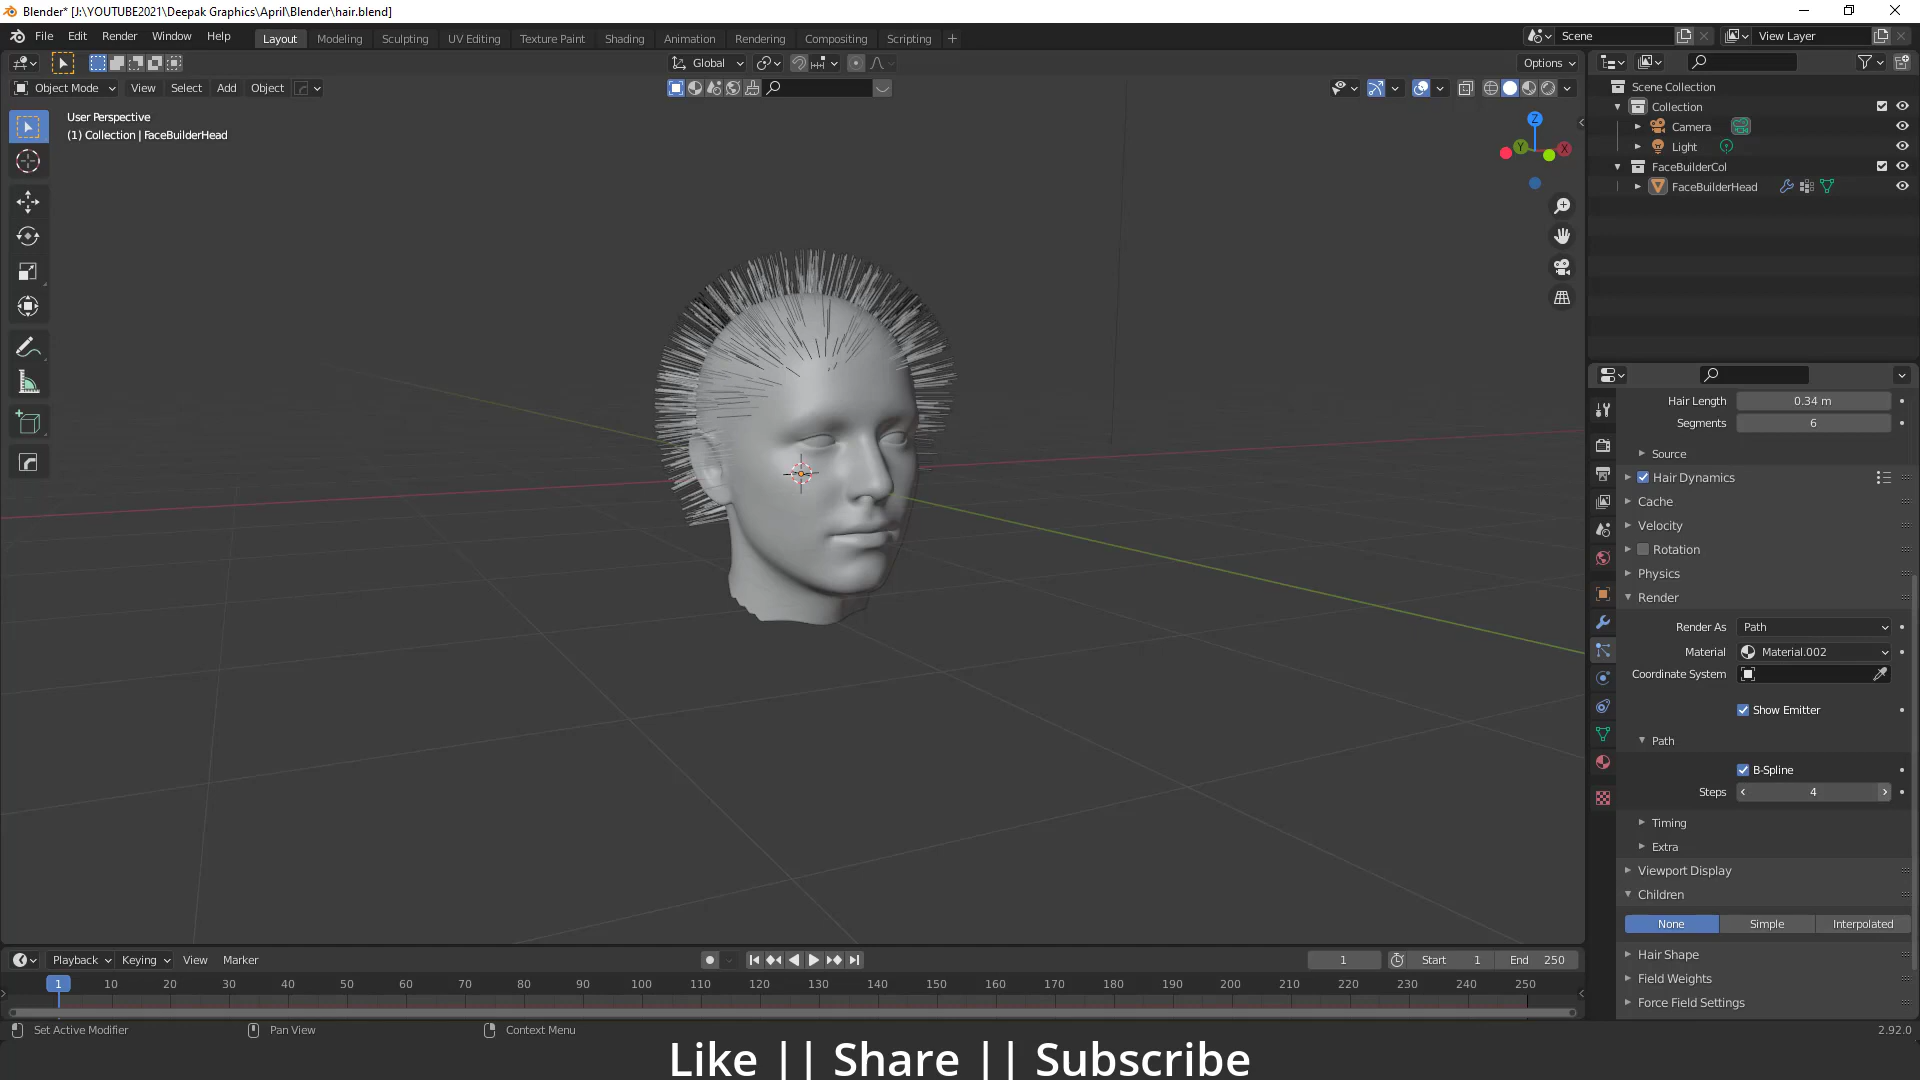 Blender* [J:\YOUTUBE2021\Deepak Graphics\April\Blender\hair.blend]
File Edit Render Window Help Layout Modeling Sculpting UV Editing Texture Paint Shading Animation Rendering Compositing Scripting + Scene View Layer
Global Options
Object Mode View Select Add Object
User Perspective
(1) Collection | FaceBuilderHead
Z
Y
X
Scene Collection
Collection
Camera
Light
FaceBuilderCol
FaceBuilderHead
Hair Length 0.34 m
Segments 6
Source
Hair Dynamics
Cache
Velocity
Rotation
Physics
Render
Render As Path
Material Material.002
Coordinate System
Show Emitter
Path
B-Spline
Steps 4
Timing
Extra
Viewport Display
Children
None Simple Interpolated
Hair Shape
Field Weights
Force Field Settings
Playback Keying View Marker 1 Start 1 End 250
1 10 20 30 40 50 60 70 80 90 100 110 120 130 140 150 160 170 180 190 200 210 220 230 240 250
Set Active Modifier Pan View Context Menu 2.92.0
Like || Share || Subscribe